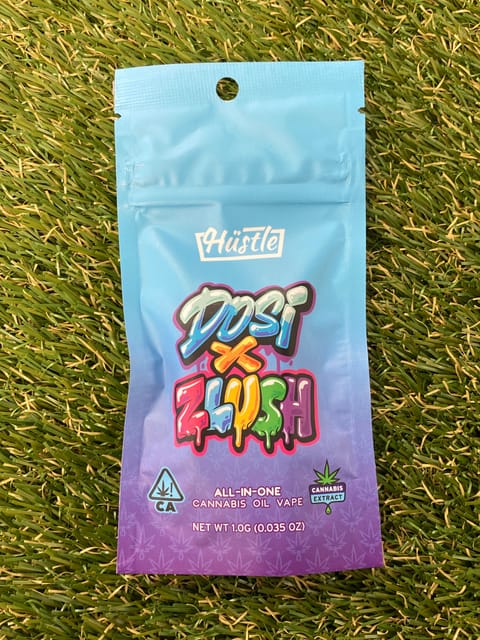 Hüstle
DOSI
X
ZLUSH
ALL-IN-ONE
CANNABIS OIL VAPE
NET WT 1.0G (0.035 OZ)
!
CA
CANNABIS
EXTRACT